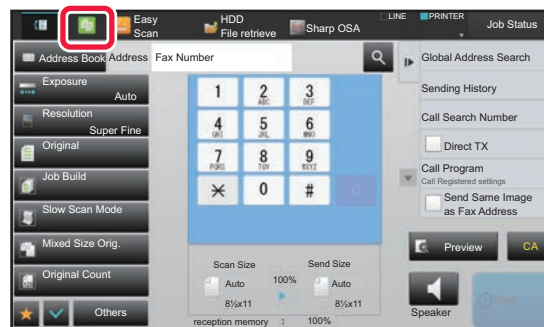 Easy
Scan
HDD
File retrieve
Sharp OSA
LINE
PRINTER
Job Status
Address Book
Address
Fax Number
Global Address Search
Exposure
Auto
Resolution
Super Fine
Original
Job Build
Slow Scan Mode
Mixed Size Orig.
Original Count
Others
1
2
ABC
3
DEF
4
GHI
5
JKL
6
MNO
7
PQRS
8
TUV
9
WXYZ
0
#
C
Scan Size
Send Size
Auto
100%
Auto
8½x11
8½x11
reception memory : 100%
Sending History
Call Search Number
Direct TX
Call Program
Call Registered settings
Send Same Image
as Fax Address
Preview
CA
Speaker
Start